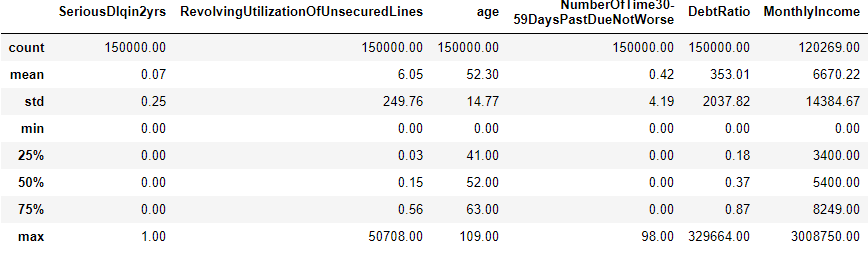 SeriousDlqin2yrs RevolvingUtilizationOfUnsecuredLines age NumberOfTime30-59DaysPastDueNotWorse DebtRatio MonthlyIncome
count 150000.00 150000.00 150000.00 150000.00 150000.00 120269.00
mean 0.07 6.05 52.30 0.42 353.01 6670.22
std 0.25 249.76 14.77 4.19 2037.82 14384.67
min 0.00 0.00 0.00 0.00 0.00 0.00
25% 0.00 0.03 41.00 0.00 0.18 3400.00
50% 0.00 0.15 52.00 0.00 0.37 5400.00
75% 0.00 0.56 63.00 0.00 0.87 8249.00
max 1.00 50708.00 109.00 98.00 329664.00 3008750.00